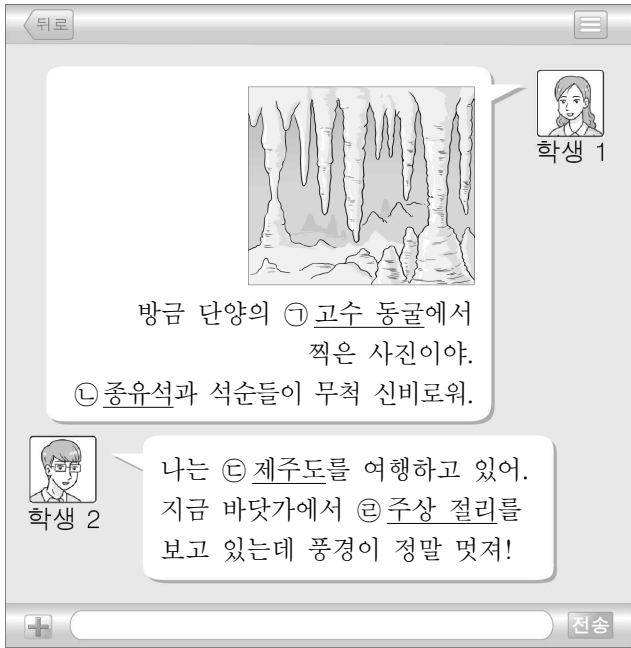 뒤로
학생 1
방금 단양의 ㉠ 고수 동굴에서
찍은 사진이야.
㉡ 종유석과 석순들이 무척 신비로워.
학생 2
나는 ㉢ 제주도를 여행하고 있어.
지금 바닷가에서 ㉣ 주상 절리를
보고 있는데 풍경이 정말 멋져!
전송